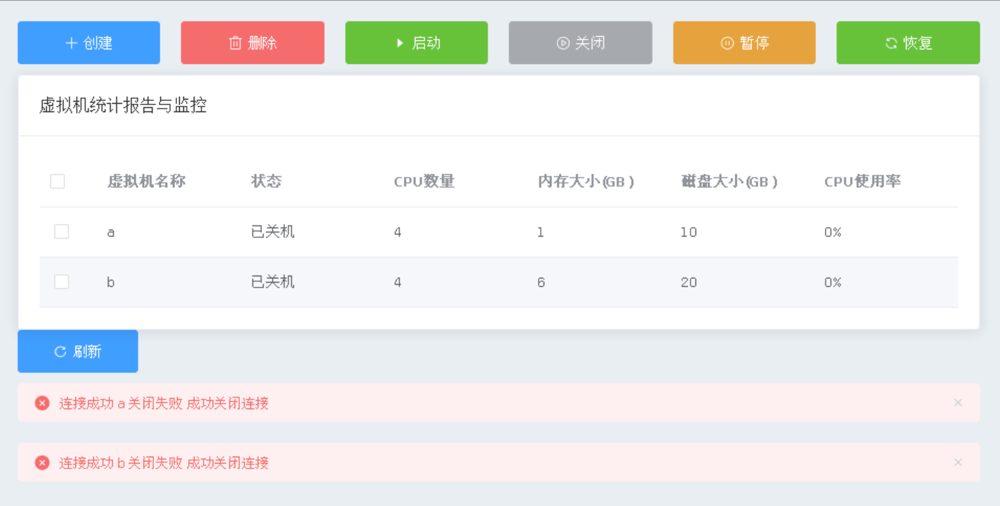 创建 删除 启动 关闭 暂停 恢复
虚拟机统计报告与监控
虚拟机名称 状态 CPU数量 内存大小(GB) 磁盘大小(GB) CPU使用率
a 已关机 4 1 10 0%
b 已关机 4 6 20 0%
刷新
连接成功 a 关闭失败 成功关闭连接
连接成功 b 关闭失败 成功关闭连接